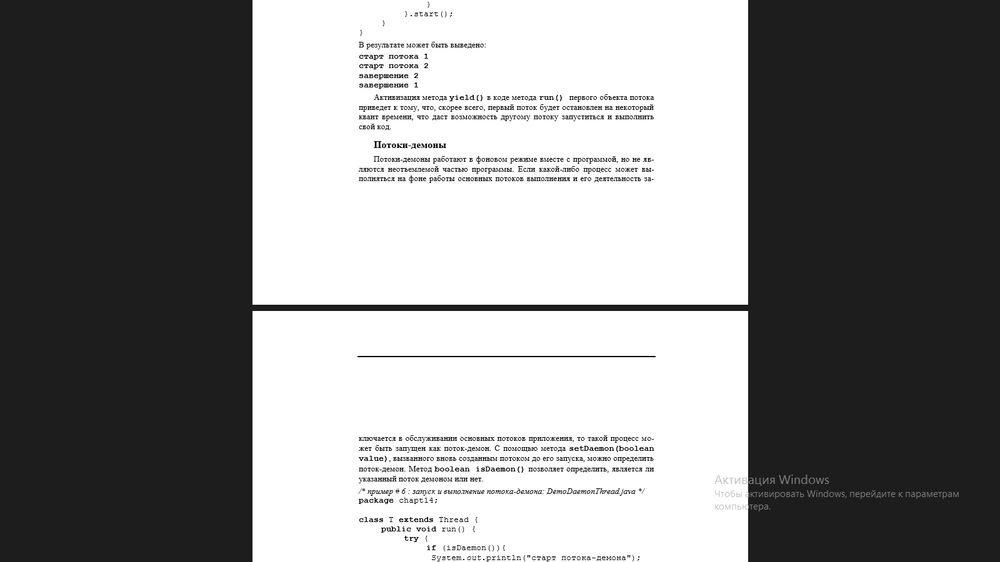 }
}.start();
}
}
В результате может быть выведено:
старт потока 1
старт потока 2
завершение 2
завершение 1
Активизация метода yield() в коде метода run() первого объекта потока
приведет к тому, что, скорее всего, первый поток будет остановлен на некоторый
квант времени, что даст возможность другому потоку запуститься и выполнить
свой код.
Потоки-демоны
Потоки-демоны работают в фоновом режиме вместе с программой, но не яв-
ляются неотъемлемой частью программы. Если какой-либо процесс может вы-
полняться на фоне работы основных потоков выполнения и его деятельность за-
ключается в обслуживании основных потоков приложения, то такой процесс мо-
жет быть запущен как поток-демон. С помощью метода setDaemon(boolean
value), вызванного вновь созданным потоком до его запуска, можно определить
поток-демон. Метод boolean isDaemon() позволяет определить, является ли
указанный поток демоном или нет.
/* пример # 6 : запуск и выполнение потока-демона: DemoDaemonThread.java */
package chapt14;
class T extends Thread {
public void run() {
try {
if (isDaemon()){
System.out.println("старт потока-демона");
Активация Windows
Чтобы активировать Windows, перейдите к параметрам
компьютера.